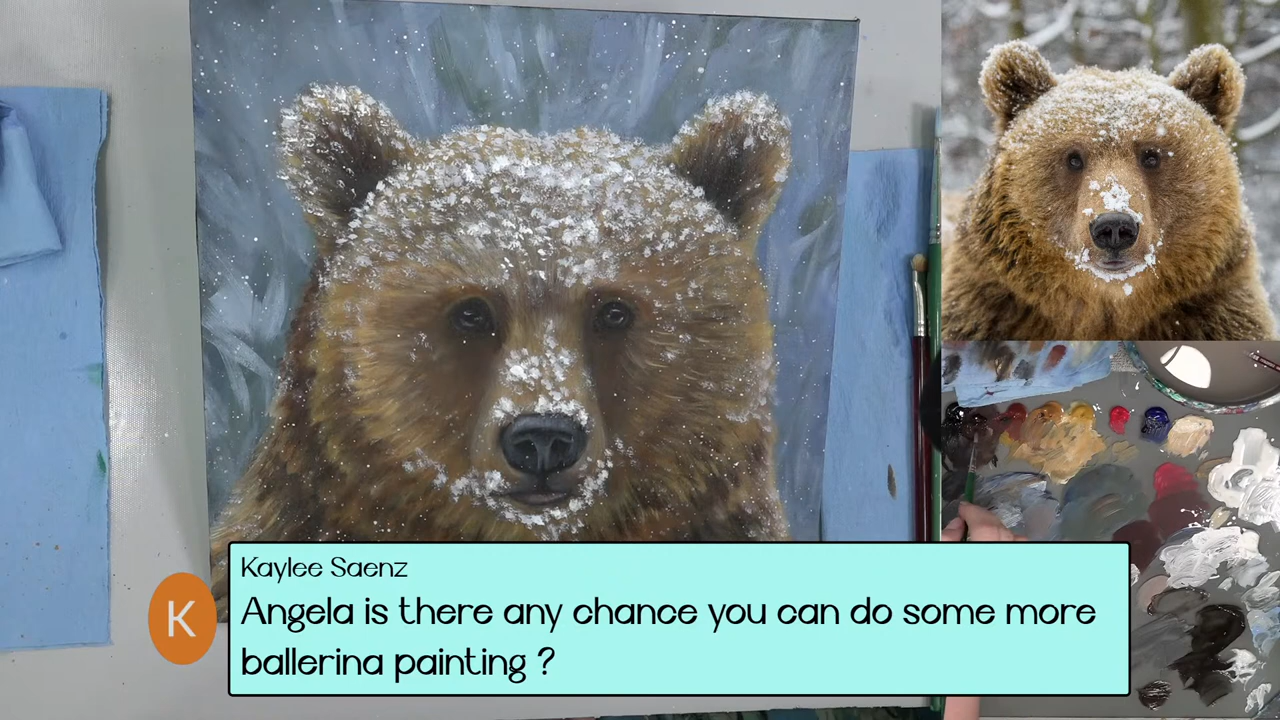 Kaylee Saenz
K
Angela is there any chance you can do some more
ballerina painting ?